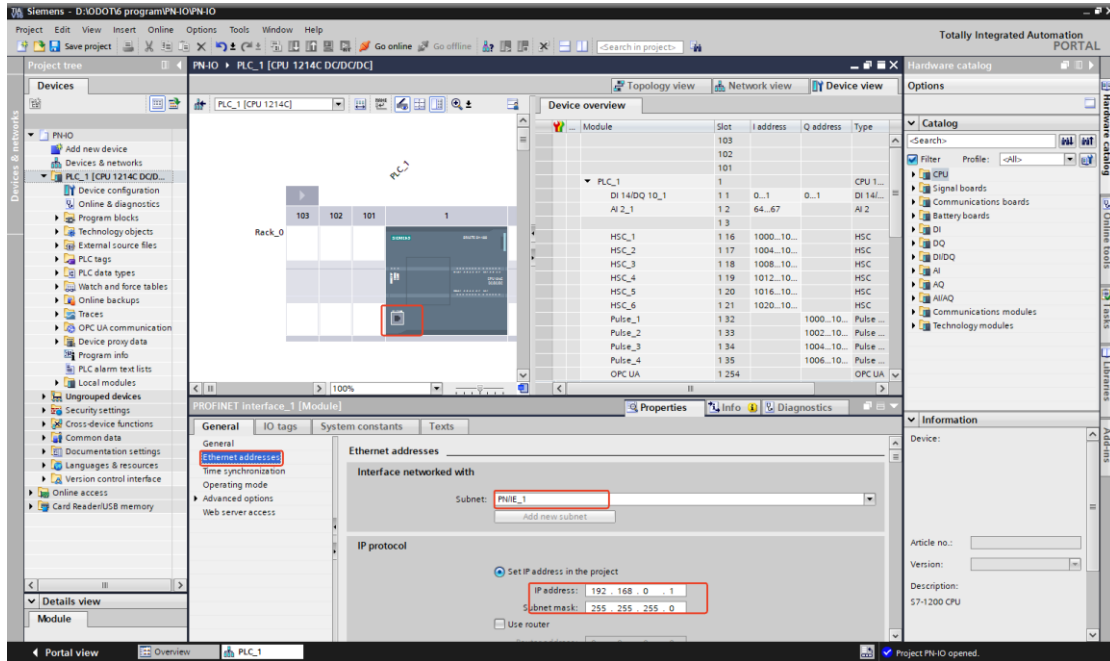 Siemens - D:\ODOT\6 program\PN-IO\PN-IO
Project Edit View Insert Online Options Tools Window Help
Totally Integrated Automation
PORTAL
Save project Go online Go offline <Search in project>
Project tree
Devices
Devices & networks
PN-IO
Add new device
Devices & networks
PLC_1 [CPU 1214C DC/D...
Device configuration
Online & diagnostics
Program blocks
Technology objects
External source files
PLC tags
PLC data types
Watch and force tables
Online backups
Traces
OPC UA communication
Device proxy data
Program info
PLC alarm text lists
Local modules
Ungrouped devices
Security settings
Cross-device functions
Common data
Documentation settings
Languages & resources
Version control interface
Online access
Card Reader/USB memory
Details view
Module
PN-IO PLC_1 [CPU 1214C DC/DC/DC]
Topology view Network view Device view
PLC_1 [CPU 1214C]
PLC_1
103 102 101 1
Rack_0
SIEMENS
100%
Device overview
... Module Slot I address Q address Type
103
102
101
PLC_1 1 CPU 1...
DI 14/DQ 10_1 1 1 0...1 0...1 DI 14/...
AI 2_1 1 2 64...67 AI 2
1 3
HSC_1 1 16 1000...10... HSC
HSC_2 1 17 1004...10... HSC
HSC_3 1 18 1008...10... HSC
HSC_4 1 19 1012...10... HSC
HSC_5 1 20 1016...10... HSC
HSC_6 1 21 1020...10... HSC
Pulse_1 1 32 1000...10... Pulse ...
Pulse_2 1 33 1002...10... Pulse ...
Pulse_3 1 34 1004...10... Pulse ...
Pulse_4 1 35 1006...10... Pulse ...
OPC UA 1 254 OPC UA
PROFINET interface_1 [Module]
Properties Info Diagnostics
General IO tags System constants Texts
General
Ethernet addresses
Time synchronization
Operating mode
Advanced options
Web server access
Ethernet addresses
Interface networked with
Subnet: PN/IE_1
Add new subnet
IP protocol
Set IP address in the project
IP address: 192 . 168 . 0 . 1
Subnet mask: 255 . 255 . 255 . 0
Use router
Hardware catalog
Options
Catalog
<Search>
Filter Profile: <All>
CPU
Signal boards
Communications boards
Battery boards
DI
DQ
DI/DQ
AI
AQ
AI/AQ
Communications modules
Technology modules
Information
Device:
Article no.:
Version:
Description:
S7-1200 CPU
Hardware catalog
Online tools
Tasks
Libraries
Add-ins
Portal view Overview PLC_1
Project PN-IO opened.